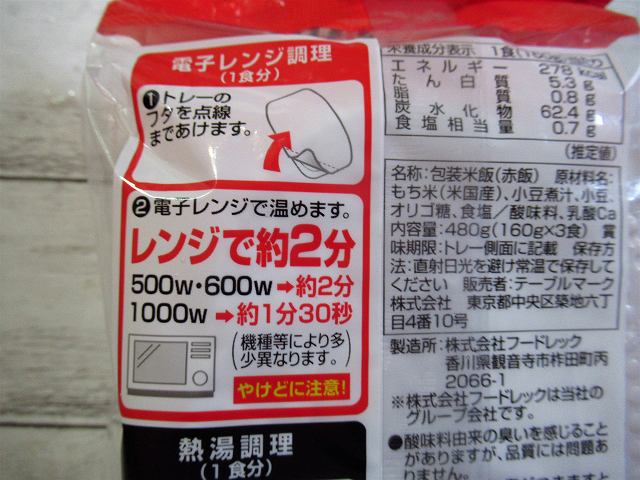 電子レンジ調理
(1食分)
①トレーの
フタを点線
まであけます。
②電子レンジで温めます。
レンジで約2分
500w・600w→約2分
1000w→約1分30秒
(機種等により多
少異なります。)
やけどに注意!
熱湯調理
(1食分)
栄養成分表示 1食(160g)
エネルギー 278kcal
たん白質 5.3g
脂質 0.8g
炭水化物 62.4g
食塩相当量 0.7g
(推定値)
名称:包装米飯(赤飯) 原材料名:
もち米(米国産)、小豆煮汁、小豆、
オリゴ糖、食塩/酸味料、乳酸Ca
内容量:480g(160g×3食) 賞
味期限:トレー側面に記載 保存方
法:直射日光を避け常温で保存して
ください 販売者:テーブルマーク
株式会社 東京都中央区築地六丁
目4番10号
製造所:株式会社フードレック
香川県観音寺市柞田町丙
2066-1
※株式会社フードレックは当社の
グループ会社です。
●酸味料由来の臭いを感じること
がありますが、品質には問題あ
りません。